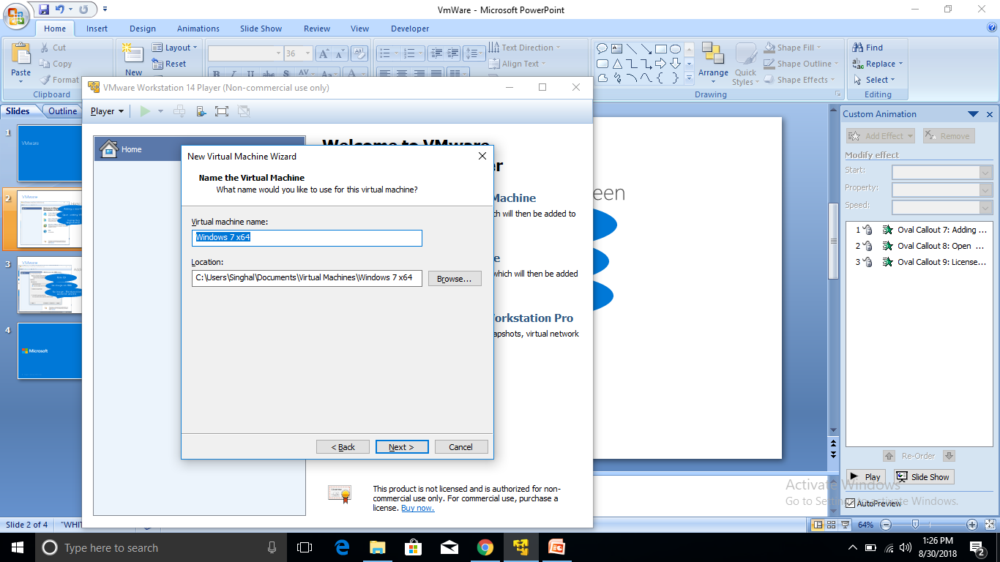 VmWare - Microsoft PowerPoint
Home Insert Design Animations Slide Show Review View Developer
Paste
Cut
Copy
Format
Clipboard
New
Layout
Reset
36
B I U abe S AV Aa A
Text Direction
Align Text
Arrange
Quick Styles
Shape Fill
Shape Outline
Shape Effects
Drawing
Find
Replace
Select
Editing
Slides Outline
1
VMware
2
VMware
3
VMware
4
Microsoft
VMware Workstation 14 Player (Non-commercial use only)
Player
Home
Welcome to VMware
er
Machine
ch will then be added to
e
which will then be added
orkstation Pro
apshots, virtual network
een
New Virtual Machine Wizard
Name the Virtual Machine
What name would you like to use for this virtual machine?
Virtual machine name:
Windows 7 x64
Location:
C:\Users\Singhal\Documents\Virtual Machines\Windows 7 x64
Browse...
< Back Next > Cancel
This product is not licensed and is authorized for non-
commercial use only. For commercial use, purchase a
license. Buy now.
Custom Animation
Add Effect Remove
Modify effect
Start:
Property:
Speed:
1 Oval Callout 7: Adding ...
2 Oval Callout 8: Open ...
3 Oval Callout 9: License...
Re-Order
Play Slide Show
AutoPreview
Activate Windows
Go to Settings to activate Windows.
Slide 2 of 4 "WHIT
64%
Type here to search
1:26 PM
8/30/2018
2